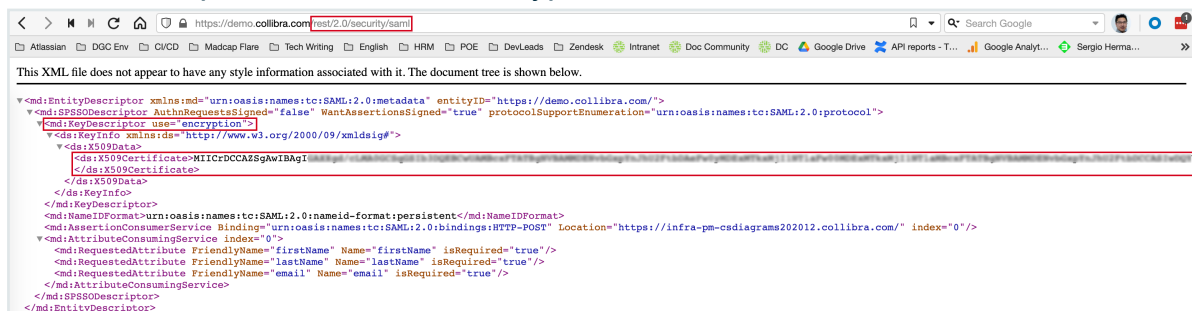 https://demo.collibra.com/rest/2.0/security/saml Search Google
Atlassian DGC Env CI/CD Madcap Flare Tech Writing English HRM POE DevLeads Zendesk Intranet Doc Community DC Google Drive API reports - T... Google Analyt... Sergio Herma... »
This XML file does not appear to have any style information associated with it. The document tree is shown below.
▼<md:EntityDescriptor xmlns:md="urn:oasis:names:tc:SAML:2.0:metadata" entityID="https://demo.collibra.com/">
▼<md:SPSSODescriptor AuthnRequestsSigned="false" WantAssertionsSigned="true" protocolSupportEnumeration="urn:oasis:names:tc:SAML:2.0:protocol">
▼<md:KeyDescriptor use="encryption">
▼<ds:KeyInfo xmlns:ds="http://www.w3.org/2000/09/xmldsig#">
▼<ds:X509Data>
<ds:X509Certificate>MIICrDCCAZSgAwIBAgI
</ds:X509Certificate>
</ds:X509Data>
</ds:KeyInfo>
</md:KeyDescriptor>
<md:NameIDFormat>urn:oasis:names:tc:SAML:2.0:nameid-format:persistent</md:NameIDFormat>
<md:AssertionConsumerService Binding="urn:oasis:names:tc:SAML:2.0:bindings:HTTP-POST" Location="https://infra-pm-csdiagrams202012.collibra.com/" index="0"/>
▼<md:AttributeConsumingService index="0">
<md:RequestedAttribute FriendlyName="firstName" Name="firstName" isRequired="true"/>
<md:RequestedAttribute FriendlyName="lastName" Name="lastName" isRequired="true"/>
<md:RequestedAttribute FriendlyName="email" Name="email" isRequired="true"/>
</md:AttributeConsumingService>
</md:SPSSODescriptor>
</md:EntityDescriptor>